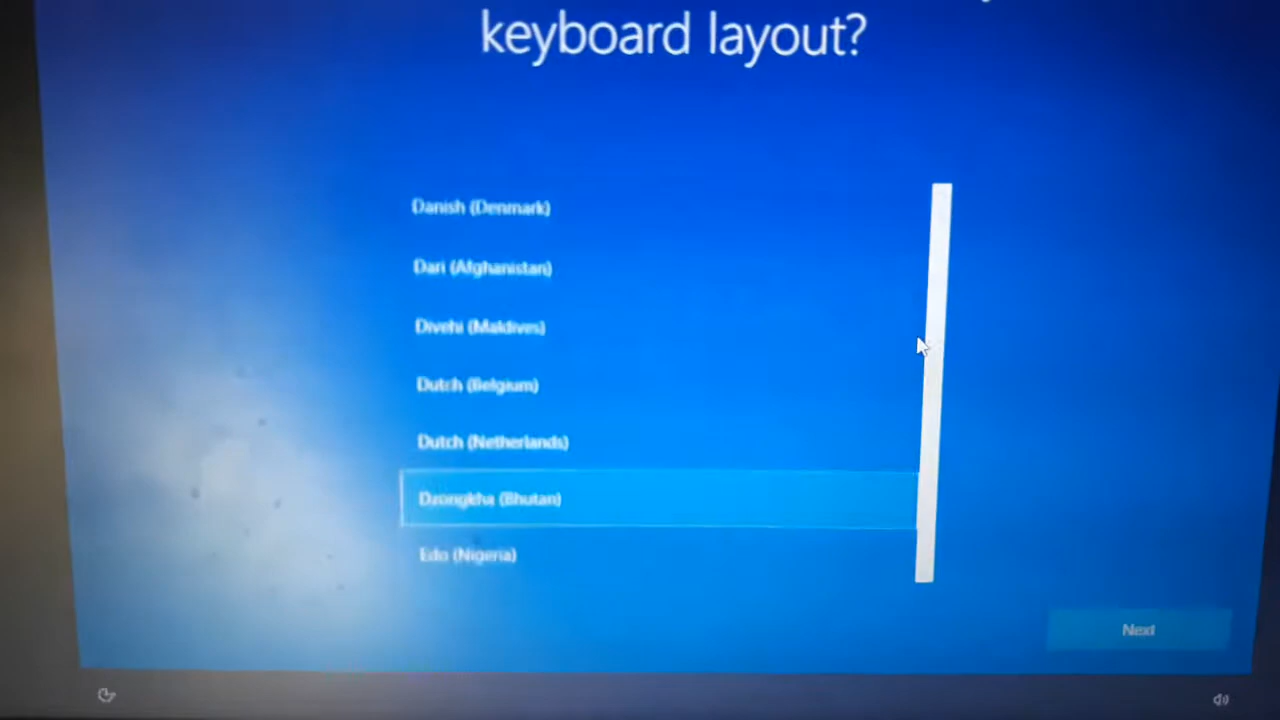 keyboard layout?
Danish (Denmark)
Dari (Afghanistan)
Divehi (Maldives)
Dutch (Belgium)
Dutch (Netherlands)
Dzongkha (Bhutan)
Edo (Nigeria)
Next